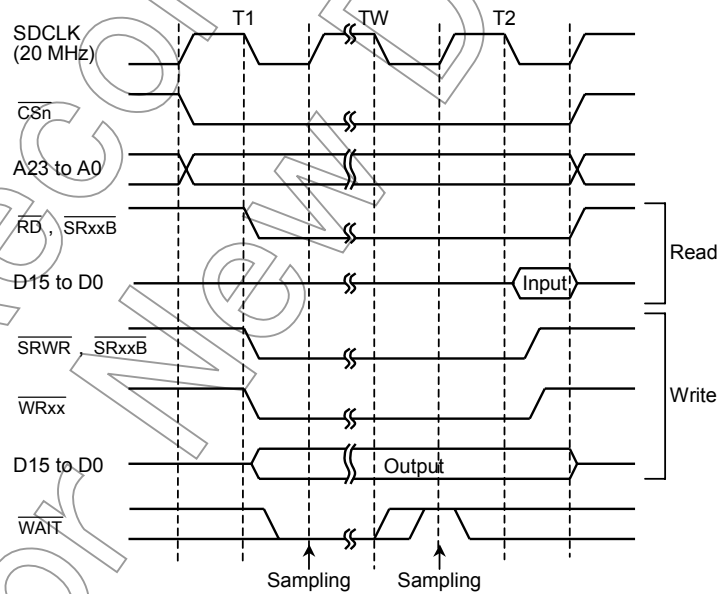 T1 TW T2
SDCLK
(20 MHz)
CSn
A23 to A0
RD , SRxxB
Read
D15 to D0
Input
SRWR , SRxxB
Write
WRxx
D15 to D0
Output
WAIT
Sampling Sampling